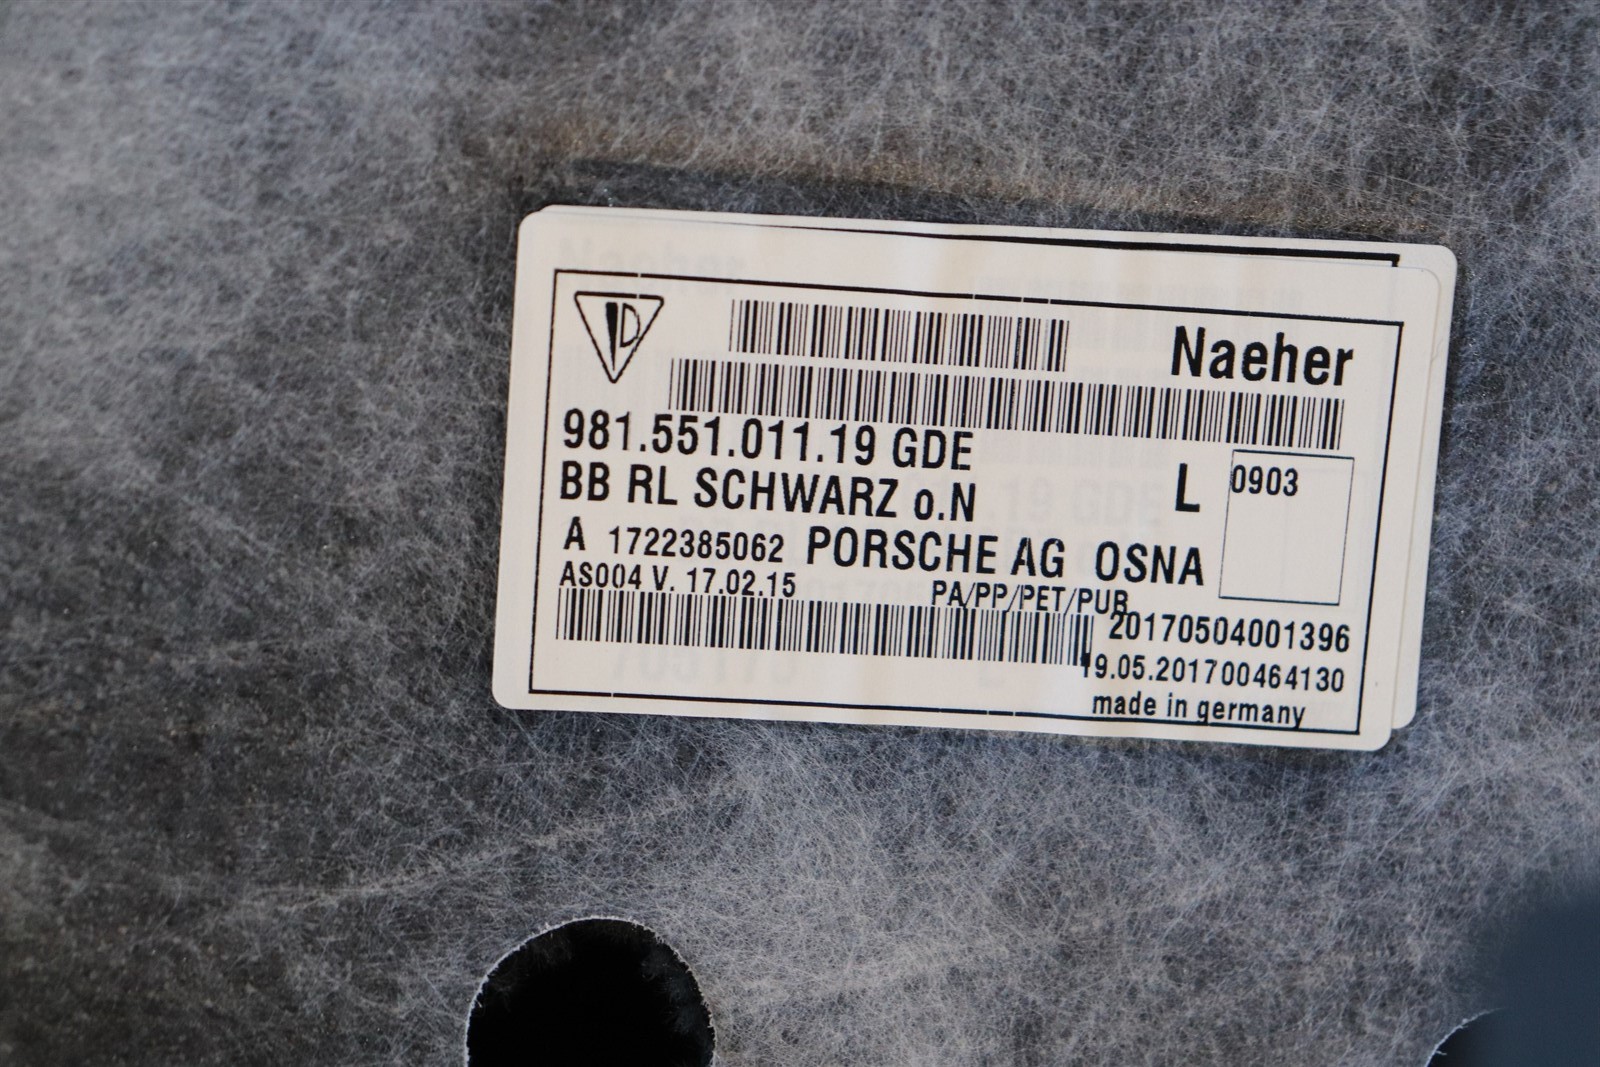 Naeher
981.551.011.19 GDE
BB RL SCHWARZ o.N
L
0903
A 1722385062 PORSCHE AG OSNA
AS004 V. 17.02.15 PA/PP/PET/PUR
20170504001396
19.05.201700464130
made in germany